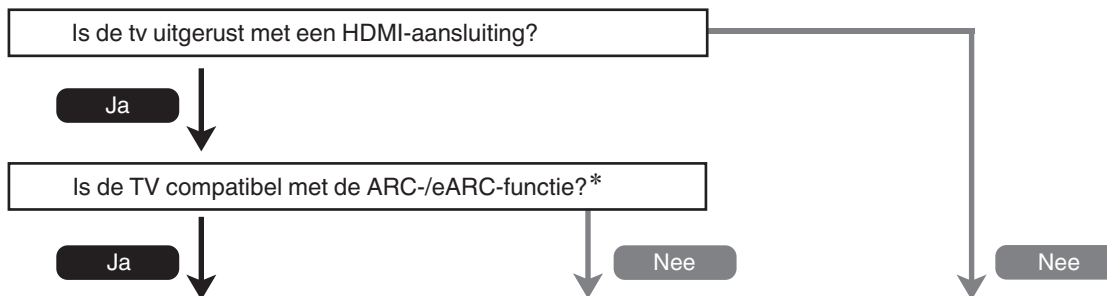 Is de tv uitgerust met een HDMI-aansluiting?
Ja
Is de TV compatibel met de ARC-/eARC-functie?*
Ja
Nee
Nee